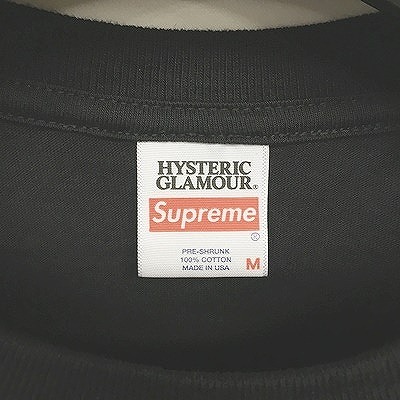 HYSTERIC
GLAMOUR®
Supreme
®
PRE-SHRUNK
100% COTTON
MADE IN USA M